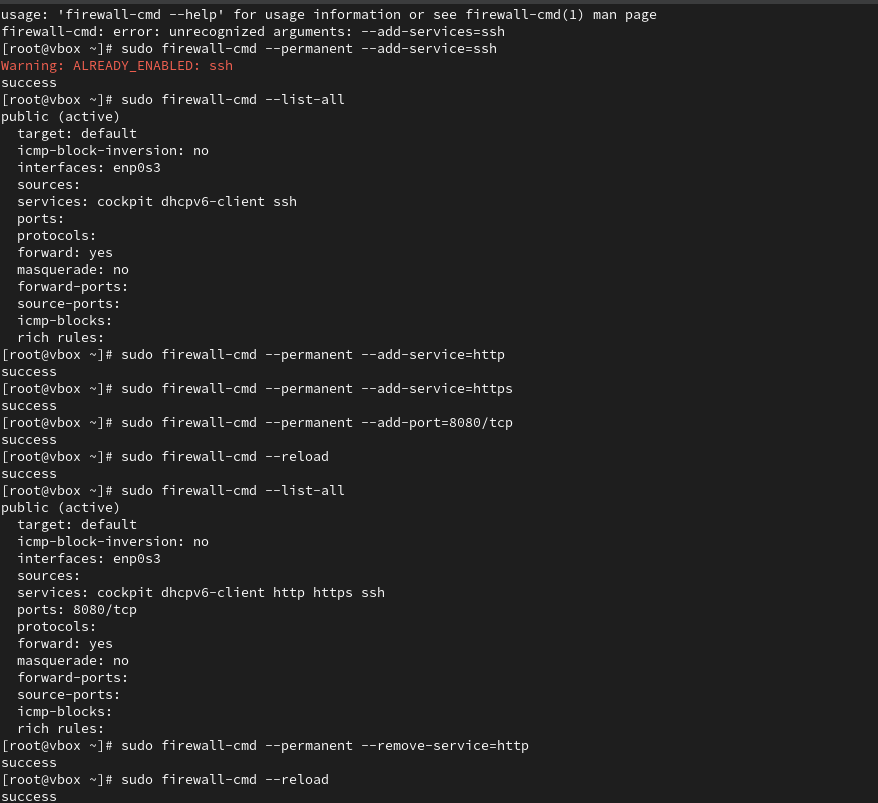 usage: 'firewall-cmd --help' for usage information or see firewall-cmd(1) man page
firewall-cmd: error: unrecognized arguments: --add-services=ssh
[root@vbox ~]# sudo firewall-cmd --permanent --add-service=ssh
Warning: ALREADY_ENABLED: ssh
success
[root@vbox ~]# sudo firewall-cmd --list-all
public (active)
  target: default
  icmp-block-inversion: no
  interfaces: enp0s3
  sources:
  services: cockpit dhcpv6-client ssh
  ports:
  protocols:
  forward: yes
  masquerade: no
  forward-ports:
  source-ports:
  icmp-blocks:
  rich rules:
[root@vbox ~]# sudo firewall-cmd --permanent --add-service=http
success
[root@vbox ~]# sudo firewall-cmd --permanent --add-service=https
success
[root@vbox ~]# sudo firewall-cmd --permanent --add-port=8080/tcp
success
[root@vbox ~]# sudo firewall-cmd --reload
success
[root@vbox ~]# sudo firewall-cmd --list-all
public (active)
  target: default
  icmp-block-inversion: no
  interfaces: enp0s3
  sources:
  services: cockpit dhcpv6-client http https ssh
  ports: 8080/tcp
  protocols:
  forward: yes
  masquerade: no
  forward-ports:
  source-ports:
  icmp-blocks:
  rich rules:
[root@vbox ~]# sudo firewall-cmd --permanent --remove-service=http
success
[root@vbox ~]# sudo firewall-cmd --reload
success